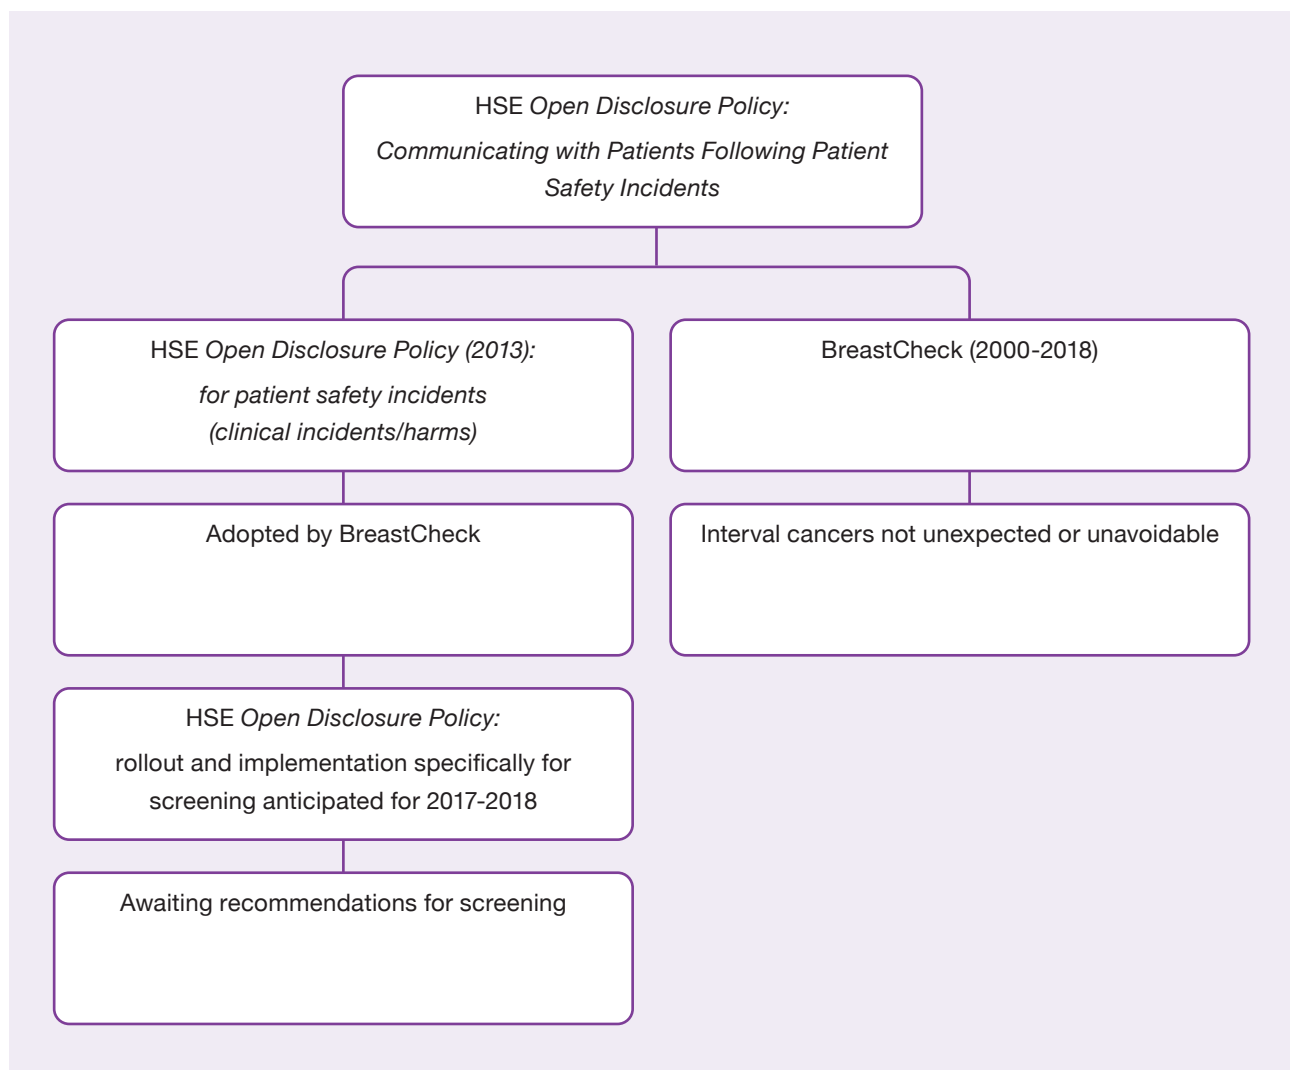 HSE Open Disclosure Policy:
Communicating with Patients Following Patient
Safety Incidents
HSE Open Disclosure Policy (2013):
for patient safety incidents
(clinical incidents/harms)
BreastCheck (2000-2018)
Adopted by BreastCheck
Interval cancers not unexpected or unavoidable
HSE Open Disclosure Policy:
rollout and implementation specifically for
screening anticipated for 2017-2018
Awaiting recommendations for screening